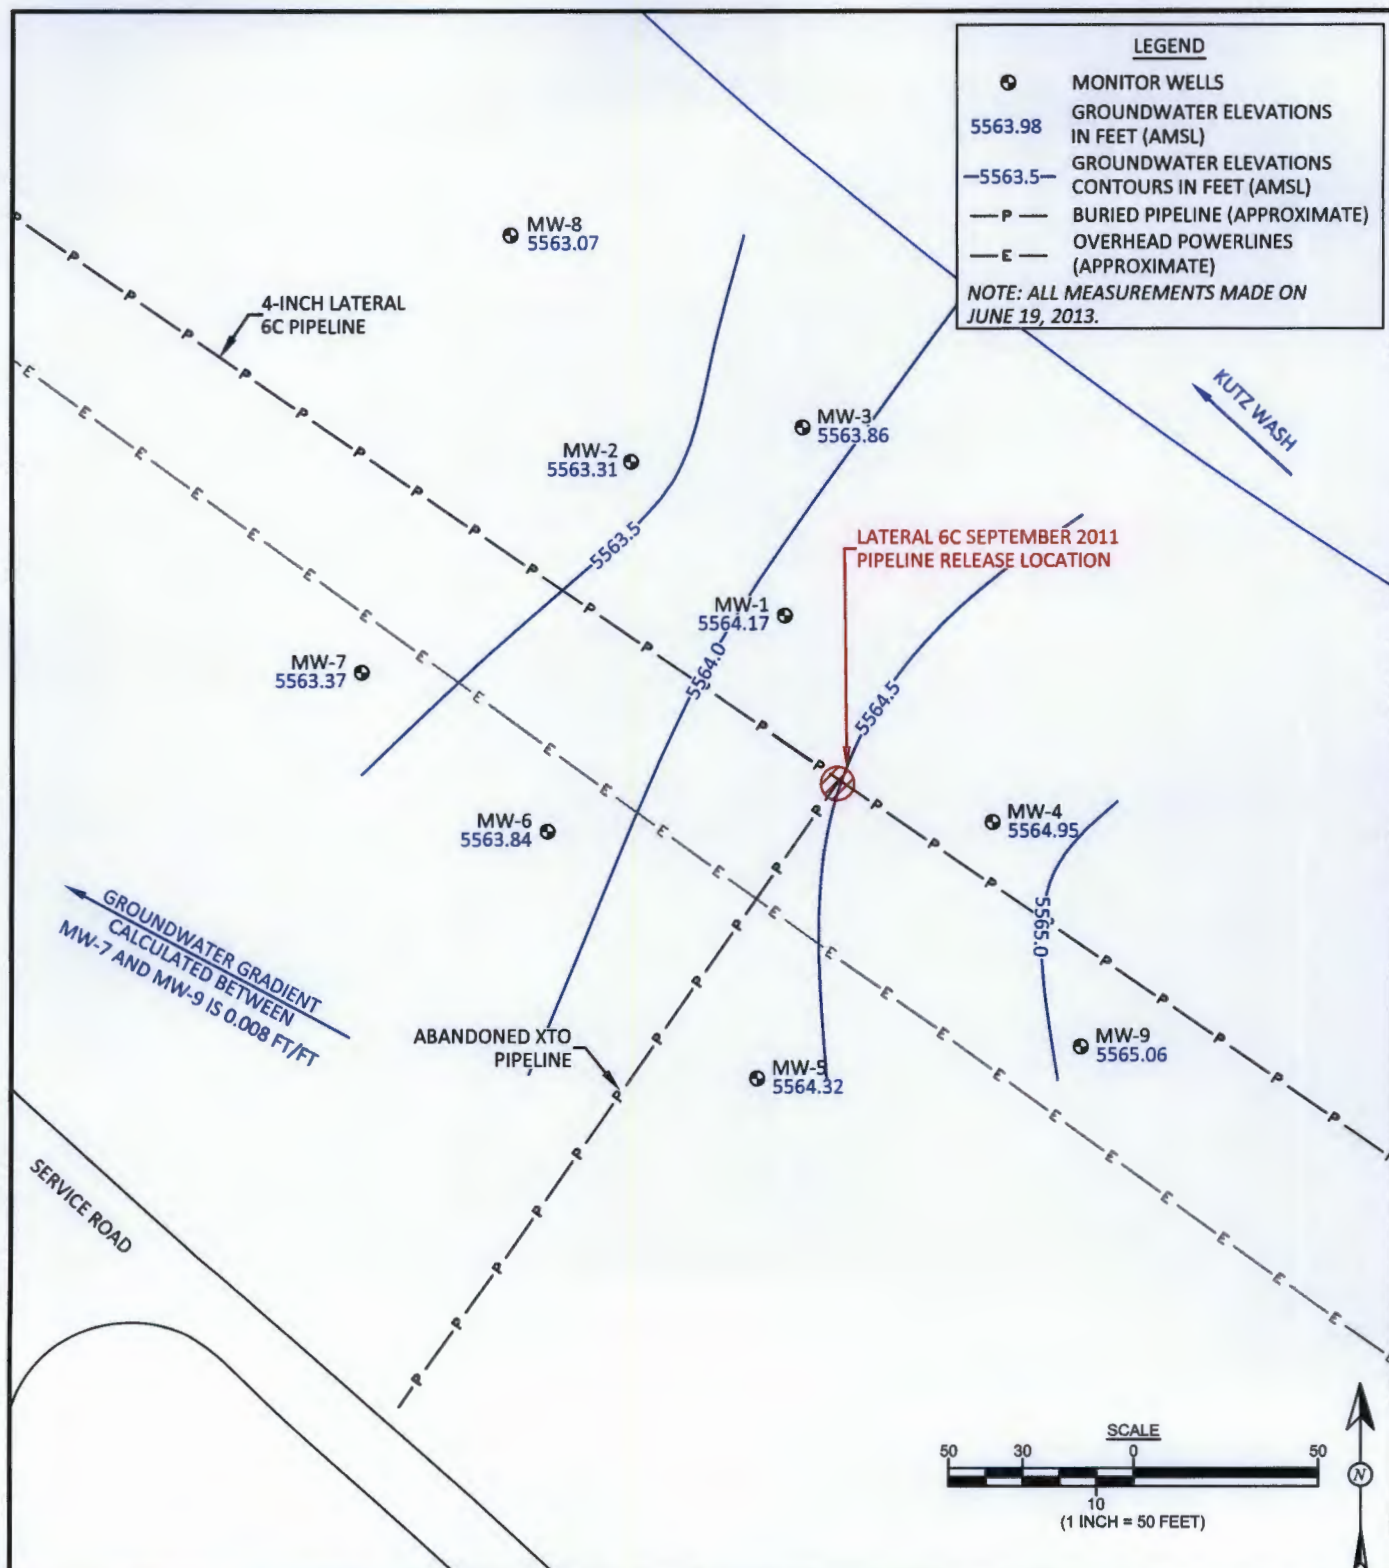 LEGEND
MONITOR WELLS
5563.98
GROUNDWATER ELEVATIONS
IN FEET (AMSL)
5563.5
GROUNDWATER ELEVATIONS
CONTOURS IN FEET (AMSL)
P
BURIED PIPELINE (APPROXIMATE)
E
OVERHEAD POWERLINES
(APPROXIMATE)
NOTE: ALL MEASUREMENTS MADE ON
JUNE 19, 2013.
MW-8
5563.07
4-INCH LATERAL
6C PIPELINE
KUTZ WASH
MW-3
5563.86
MW-2
5563.31
5563.5
LATERAL 6C SEPTEMBER 2011
PIPELINE RELEASE LOCATION
MW-1
5564.17
5564.0
MW-7
5563.37
5564.5
MW-6
5563.84
MW-4
5564.95
5565.0
GROUNDWATER GRADIENT
CALCULATED BETWEEN
MW-7 AND MW-9 IS 0.008 FT/FT
ABANDONED XTO
PIPELINE
MW-5
5564.32
MW-9
5565.06
SERVICE ROAD
SCALE
50 30 0 50
10
(1 INCH = 50 FEET)
N